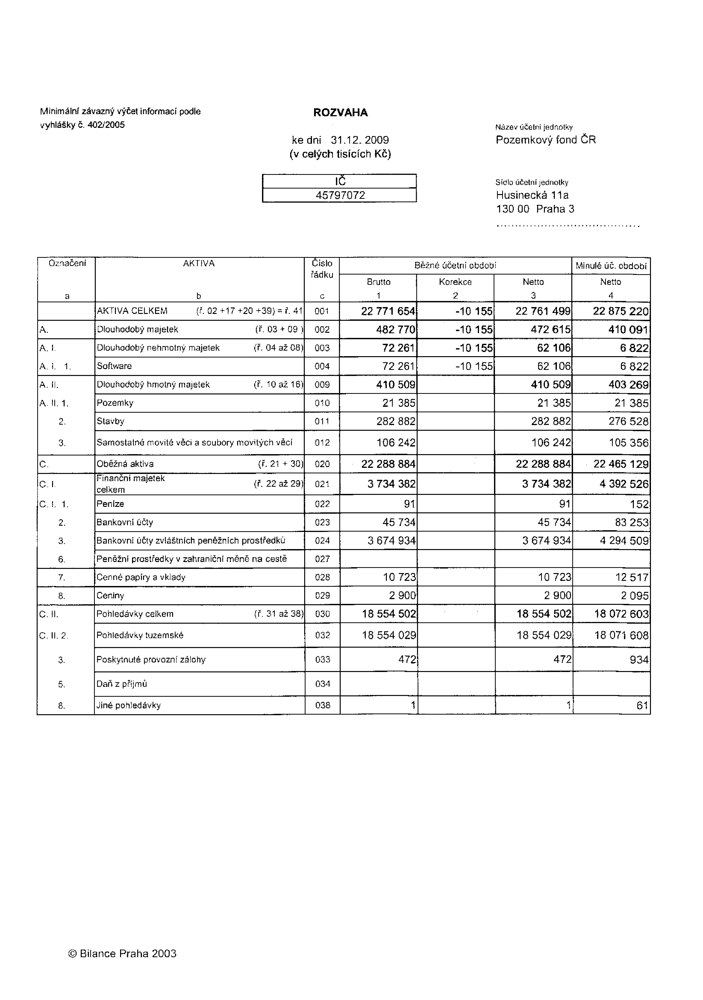 Minimální závazný výčet informací podle
vyhlášky č. 402/2005
ROZVAHA
ke dni 31.12. 2009
(v celých tisících Kč)
Název účetní jednotky
Pozemkový fond ČR
IČ
45797072
Sídlo účetní jednotky
Husinecká 11a
130 00 Praha 3
Označení AKTIVA Číslo řádku Běžné účetní období Minulé úč. období
Brutto Korekce Netto Netto
a b c 1 2 3 4
AKTIVA CELKEM (ř. 02 +17 +20 +39) = ř. 41 001 22 771 654 -10 155 22 761 499 22 875 220
A. Dlouhodobý majetek (ř. 03 + 09 ) 002 482 770 -10 155 472 615 410 091
A. I. Dlouhodobý nehmotný majetek (ř. 04 až 08) 003 72 261 -10 155 62 106 6 822
A. I. 1. Software 004 72 261 -10 155 62 106 6 822
A. II. Dlouhodobý hmotný majetek (ř. 10 až 16) 009 410 509 410 509 403 269
A. II. 1. Pozemky 010 21 385 21 385 21 385
2. Stavby 011 282 882 282 882 276 528
3. Samostatné movité věci a soubory movitých věcí 012 106 242 106 242 105 356
C. Oběžná aktiva (ř. 21 + 30) 020 22 288 884 22 288 884 22 465 129
C. I. Finanční majetek celkem (ř. 22 až 29) 021 3 734 382 3 734 382 4 392 526
C. I. 1. Peníze 022 91 91 152
2. Bankovní účty 023 45 734 45 734 83 253
3. Bankovní účty zvláštních peněžních prostředků 024 3 674 934 3 674 934 4 294 509
6. Peněžní prostředky v zahraniční měně na cestě 027
7. Cenné papíry a vklady 028 10 723 10 723 12 517
8. Ceniny 029 2 900 2 900 2 095
C. II. Pohledávky celkem (ř. 31 až 38) 030 18 554 502 18 554 502 18 072 603
C. II. 2. Pohledávky tuzemské 032 18 554 029 18 554 029 18 071 608
3. Poskytnuté provozní zálohy 033 472 472 934
5. Daň z příjmů 034
8. Jiné pohledávky 038 1 1 61
© Bilance Praha 2003